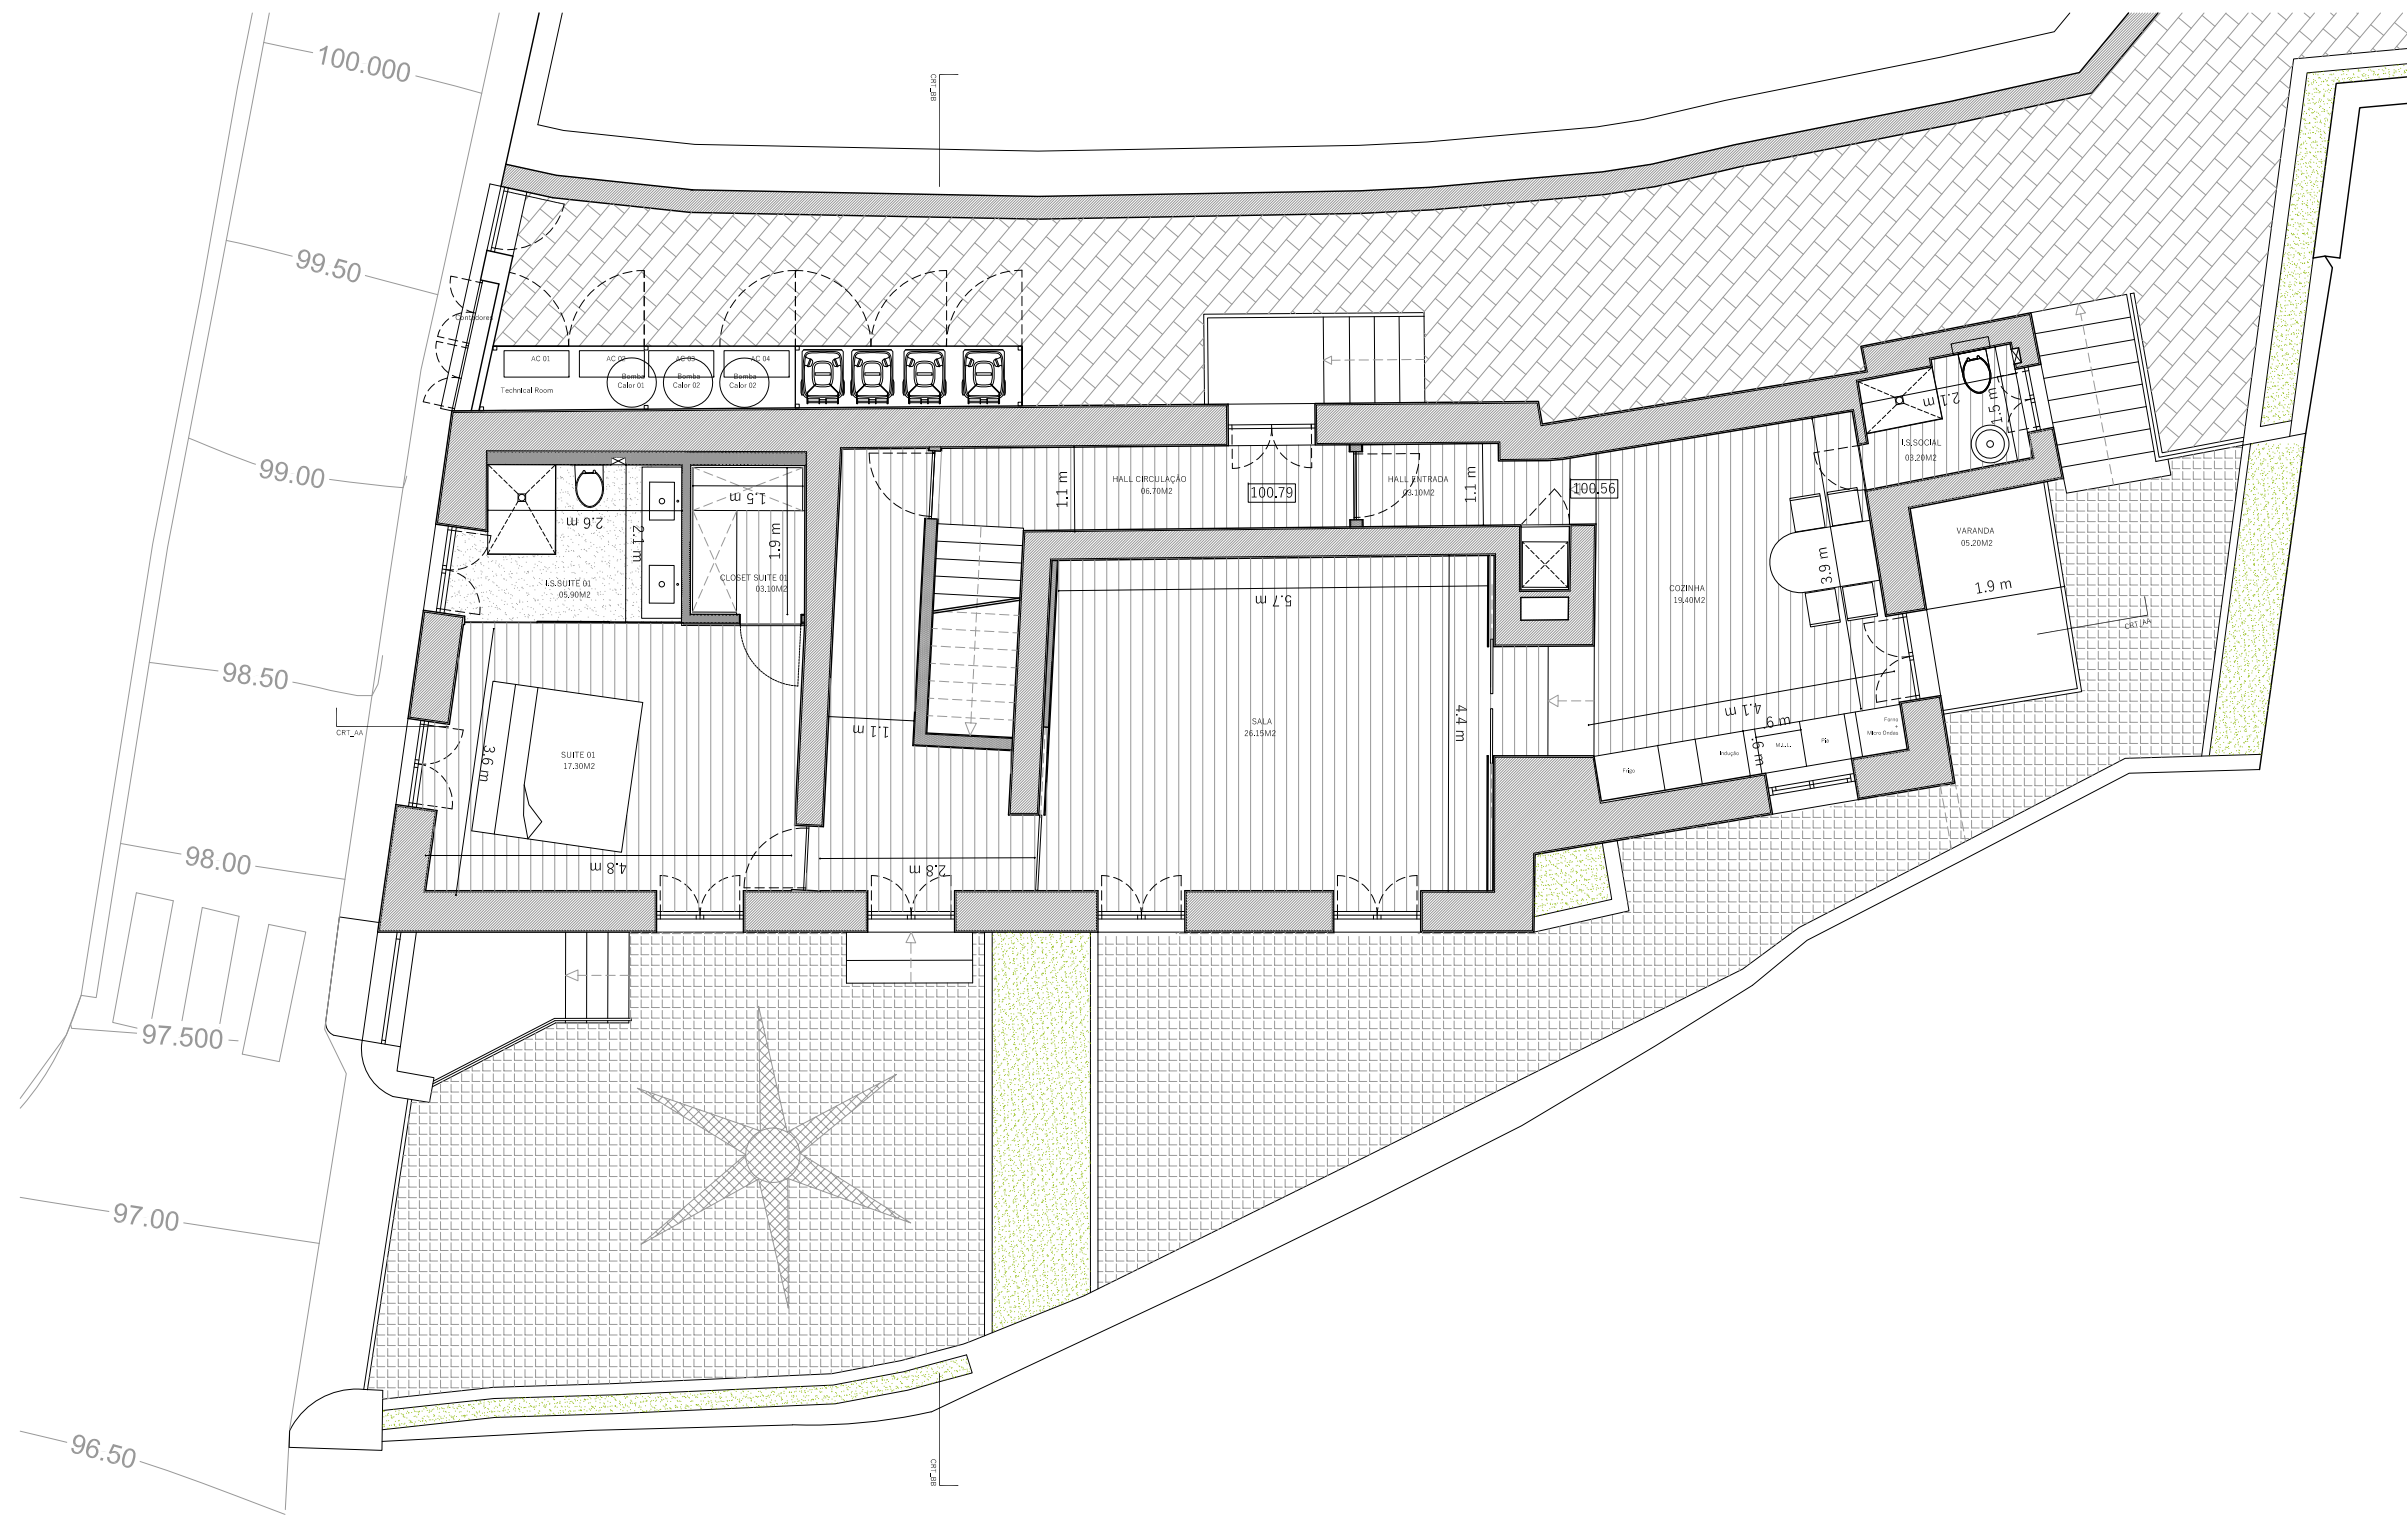 100.000
CRT_BB
99.50
Contadores
AC 01
AC 02
AC 03
AC 04
Bomba
Calor 01
Bomba
Calor 02
Bomba
Calor 02
Technical Room
99.00
2.1 m
1.5 m
I.S.SOCIAL
03.20M2
1.5 m
2.6 m
2.1 m
1.9 m
1.1 m
HALL CIRCULAÇÃO
06.70M2
100.79
HALL ENTRADA
03.10M2
1.1 m
100.56
VARANDA
05.20M2
1.9 m
I.S.SUITE 01
05.90M2
CLOSET SUITE 01
03.10M2
5.7 m
COZINHA
19.40M2
3.9 m
CRT_AA
98.50
CRT_AA
SUITE 01
17.30M2
3.6 m
1.1 m
SALA
26.15M2
4.4 m
4.1 m
.9 m
.6 m
Frigo
Indução
M.L.L.
Pio
Forno
+
Micro Ondas
98.00
4.8 m
2.8 m
97.500
97.00
96.50
CRT_BB